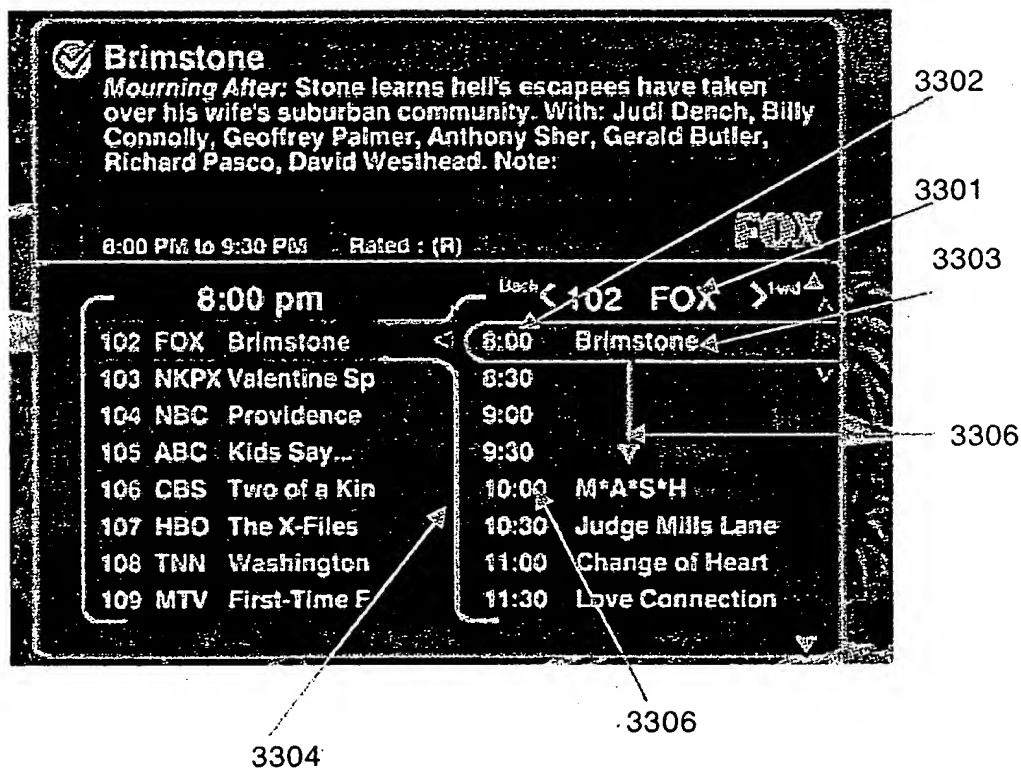 Brimstone
Mourning After: Stone learns hell's escapees have taken
over his wife's suburban community. With: Judi Dench, Billy
Connolly, Geoffrey Palmer, Anthony Sher, Gerald Butler,
Richard Pasco, David Westhead. Note:
8:00 PM to 9:30 PM Rated : (R)
FOX
8:00 pm
102 FOX Brimstone
103 NKPX Valentine Sp
104 NBC Providence
105 ABC Kids Say...
106 CBS Two of a Kin
107 HBO The X-Files
108 TNN Washington
109 MTV First-Time F
Back < 102 FOX > Fwd
8:00 Brimstone
8:30
9:00
9:30
10:00 M*A*S*H
10:30 Judge Mills Lane
11:00 Change of Heart
11:30 Love Connection
3302
3301
3303
3306
3306
3304